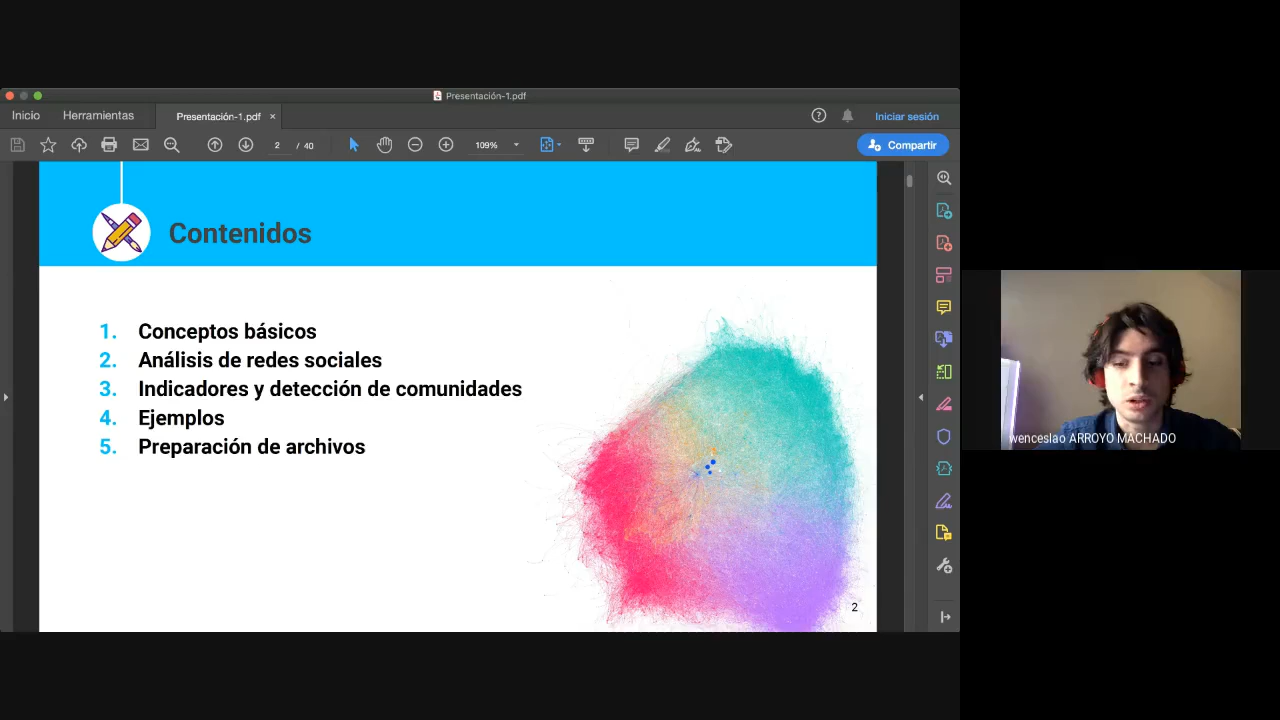 Presentación-1.pdf
Inicio
Herramientas
Presentación-1.pdf ×
Iniciar sesión
2 / 40
109%
Compartir
Contenidos
1. Conceptos básicos
2. Análisis de redes sociales
3. Indicadores y detección de comunidades
4. Ejemplos
5. Preparación de archivos
2
wenceslao ARROYO MACHADO